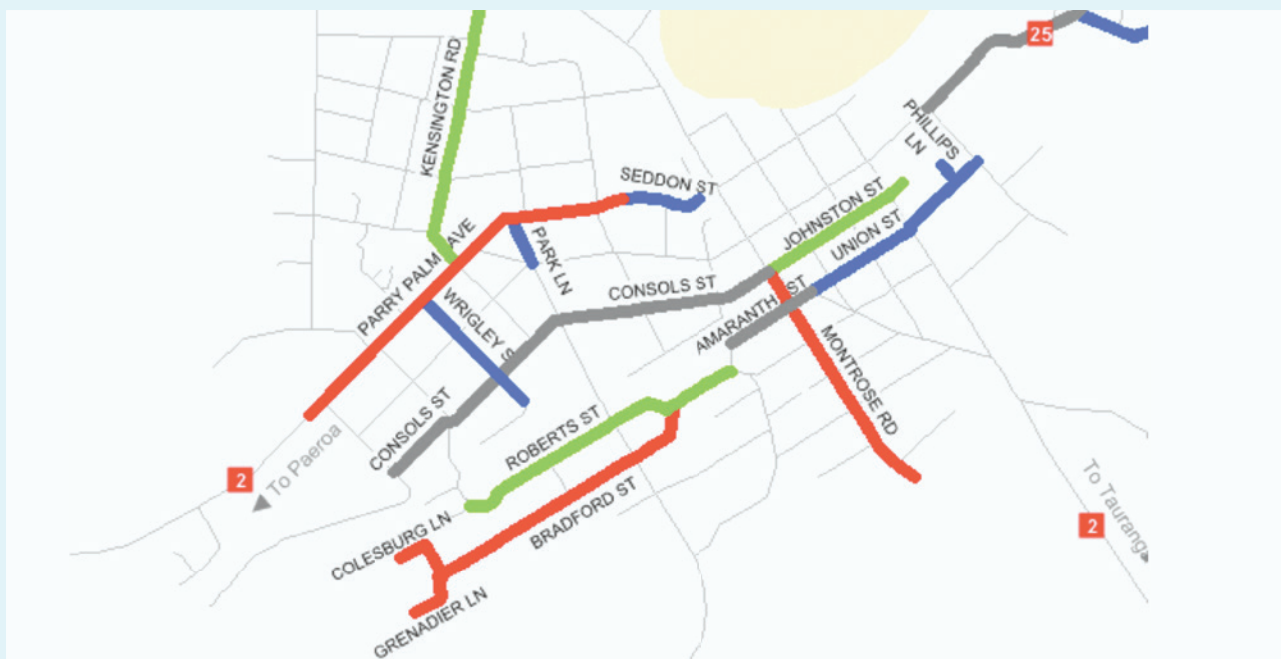 25
KENSINGTON RD
PHILLIPS
LN
SEDDON ST
JOHNSTON ST
UNION ST
PARK LN
PARRY PALM AVE
CONSOLS ST
WRIGLEY S
AMARANTH ST
MONTROSE RD
CONSOLS ST
ROBERTS ST
To Paeroa
2
BRADFORD ST
To Taurang
2
COLESBURG LN
GRENADIER LN